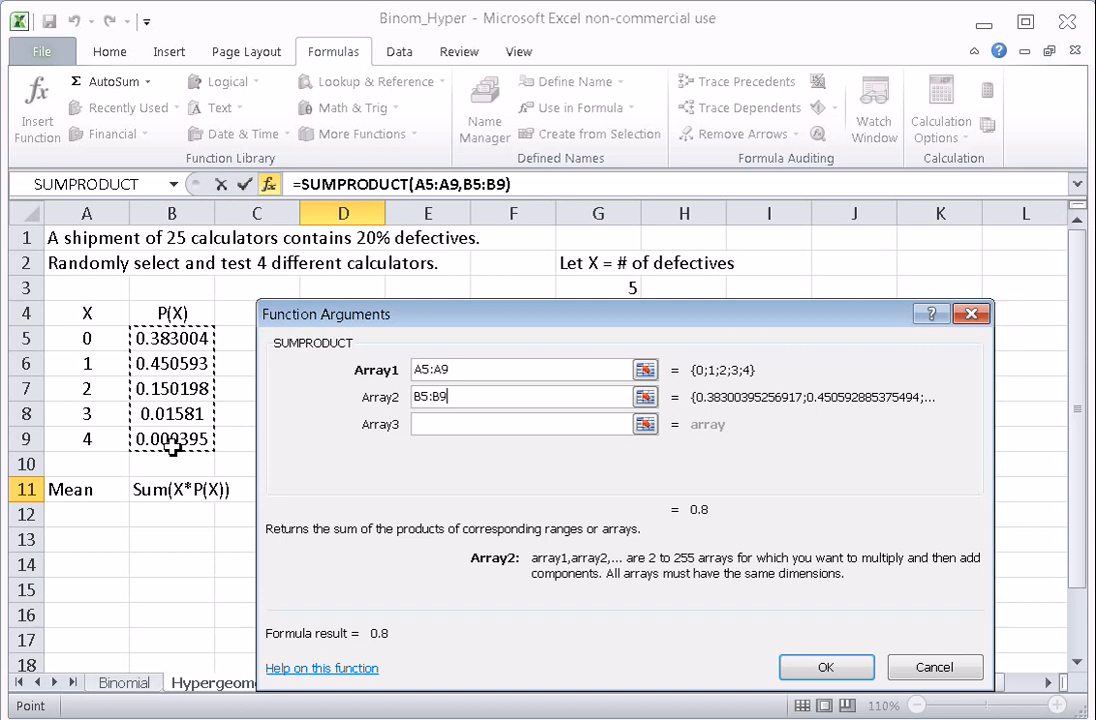 Binom_Hyper - Microsoft Excel non-commercial use
File Home Insert Page Layout Formulas Data Review View
Insert Function
Σ AutoSum
Recently Used
Financial
Logical
Text
Date & Time
Lookup & Reference
Math & Trig
More Functions
Function Library
Name Manager
Define Name
Use in Formula
Create from Selection
Defined Names
Trace Precedents
Trace Dependents
Remove Arrows
Formula Auditing
Watch Window
Calculation Options
Calculation
SUMPRODUCT fx =SUMPRODUCT(A5:A9,B5:B9)
A B C D E F G H I J K L
1 A shipment of 25 calculators contains 20% defectives.
2 Randomly select and test 4 different calculators. Let X = # of defectives
3 5
4 X P(X)
5 0 0.383004
6 1 0.450593
7 2 0.150198
8 3 0.01581
9 4 0.000395
10
11 Mean Sum(X*P(X))
12
13
14
15
16
17
18
Function Arguments
SUMPRODUCT
Array1 A5:A9 = {0;1;2;3;4}
Array2 B5:B9 = {0.38300395256917;0.450592885375494;...
Array3 = array
= 0.8
Returns the sum of the products of corresponding ranges or arrays.
Array2: array1,array2,... are 2 to 255 arrays for which you want to multiply and then add
components. All arrays must have the same dimensions.
Formula result = 0.8
Help on this function
OK Cancel
Binomial Hypergeom
Point 110%